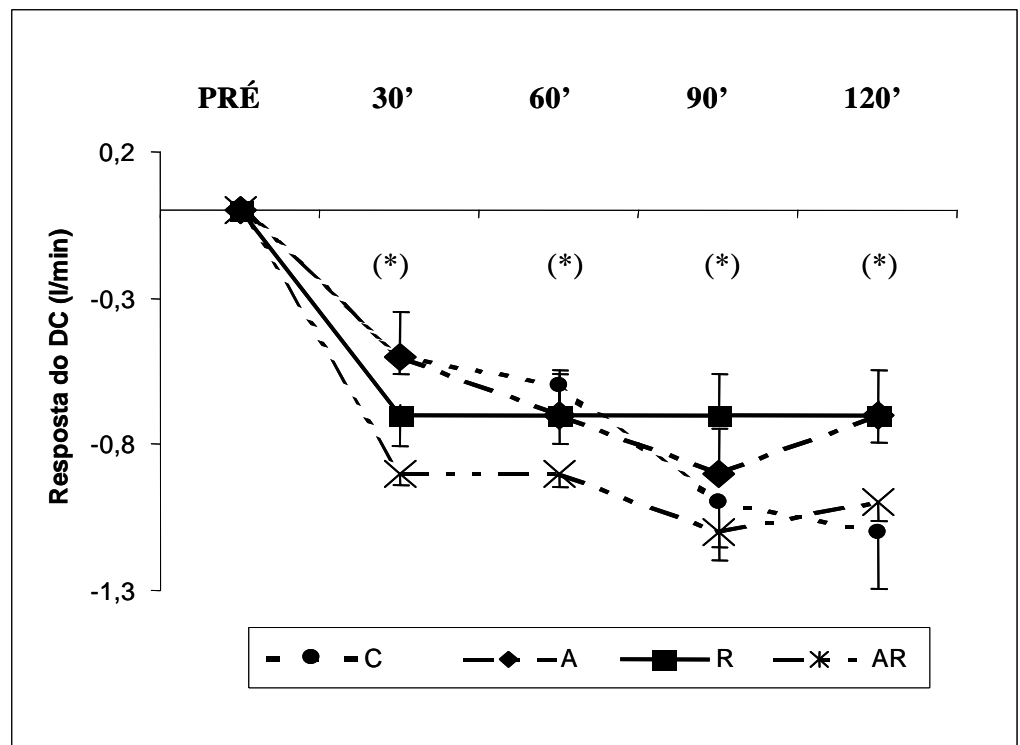 PRÉ 30’ 60’ 90’ 120’
0,2
(*) (*) (*) (*)
-0,3
-0,8
-1,3
Resposta do DC (l/min)
C A R AR